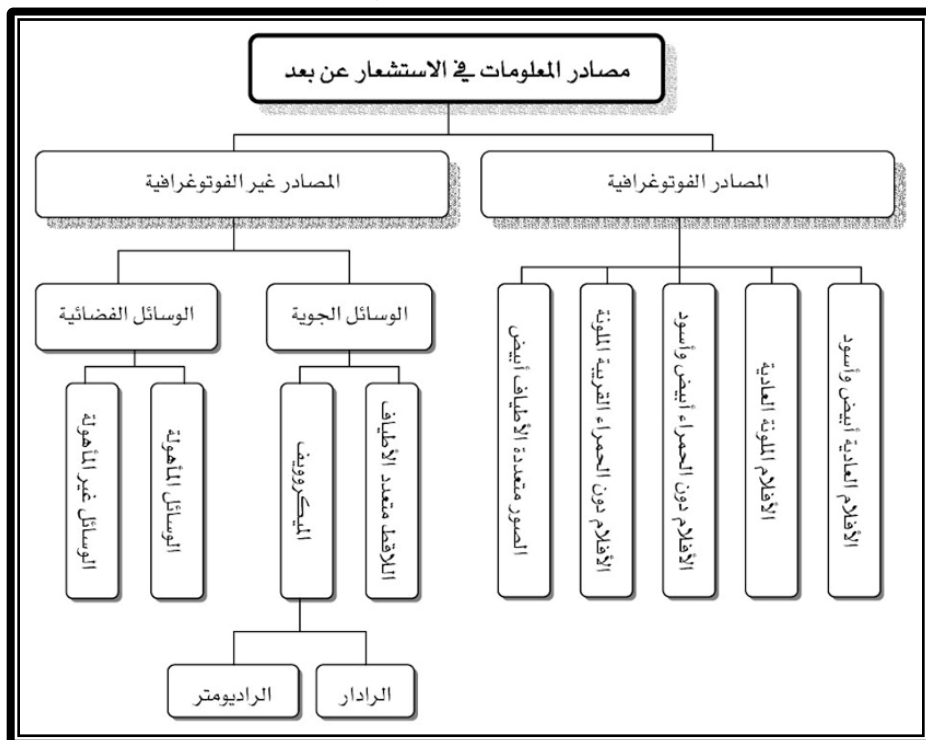 مصادر المعلومات في الاستشعار عن بعد
المصادر الفوتوغرافية
المصادر غير الفوتوغرافية
الأفلام العادية أبيض وأسود
الأفلام الملونة العادية
الأفلام دون الحمراء أبيض وأسود
الأفلام دون الحمراء القريبة الملونة
الصور متعددة الأطياف أبيض
الوسائل الجوية
الوسائل الفضائية
اللاقط متعدد الأطياف
الميكروويف
الوسائل المأهولة
الوسائل غير المأهولة
الرادار
الراديومتر